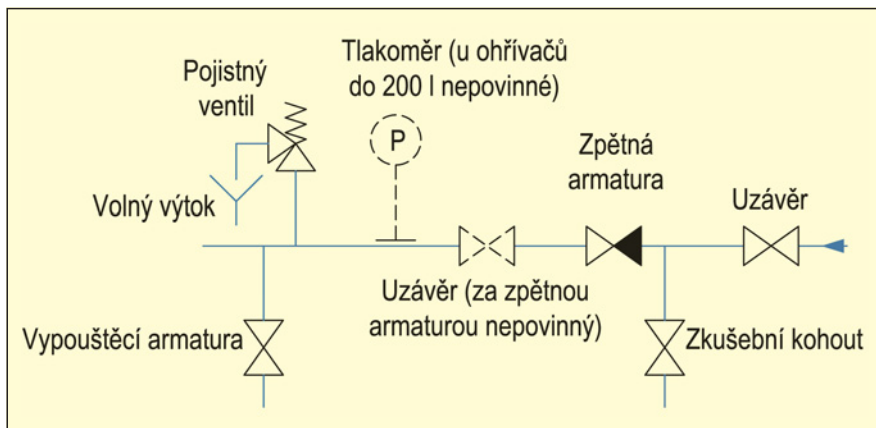 Tlakoměr (u ohřívačů
do 200 l nepovinné)
Pojistný
ventil
P
Zpětná
armatura
Uzávěr
Volný výtok
Uzávěr (za zpětnou
armaturou nepovinný)
Vypouštěcí armatura
Zkušební kohout